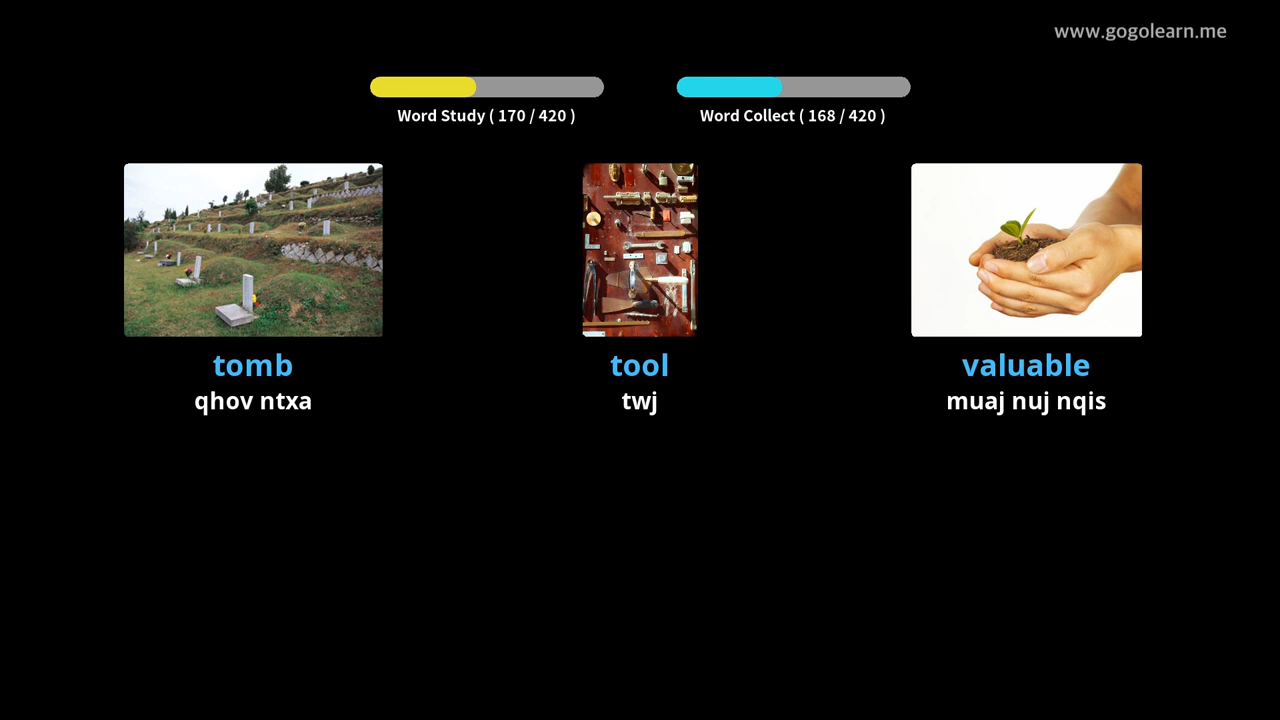 www.gogolearn.me
Word Study ( 170 / 420 )
Word Collect ( 168 / 420 )
tomb
qhov ntxa
tool
twj
valuable
muaj nuj nqis